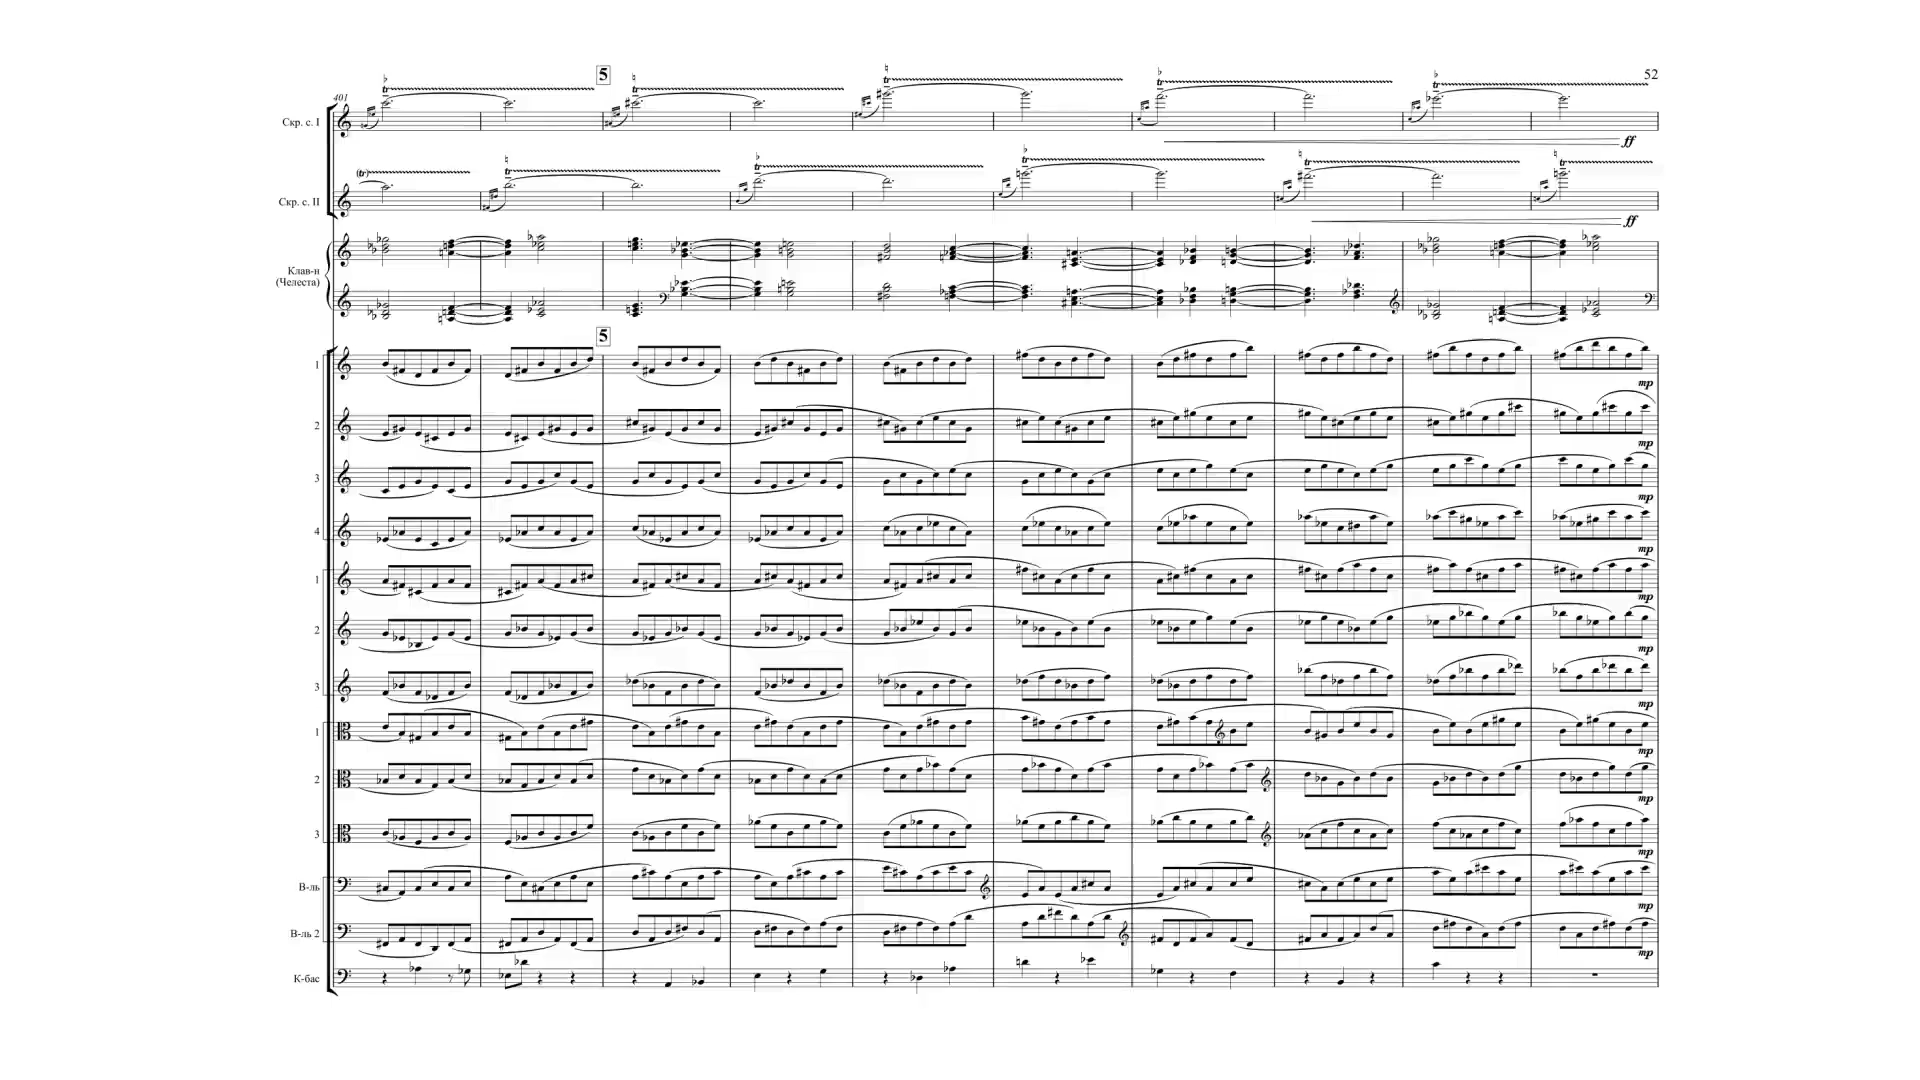 5
52
401
Скр. с. I
ff
(tr)
Скр. с. II
ff
Клав-н
(Челеста)
5
1
mp
2
mp
3
mp
4
mp
1
mp
2
mp
3
mp
1
mp
2
mp
3
mp
В-ль
mp
В-ль 2
mp
К-бас